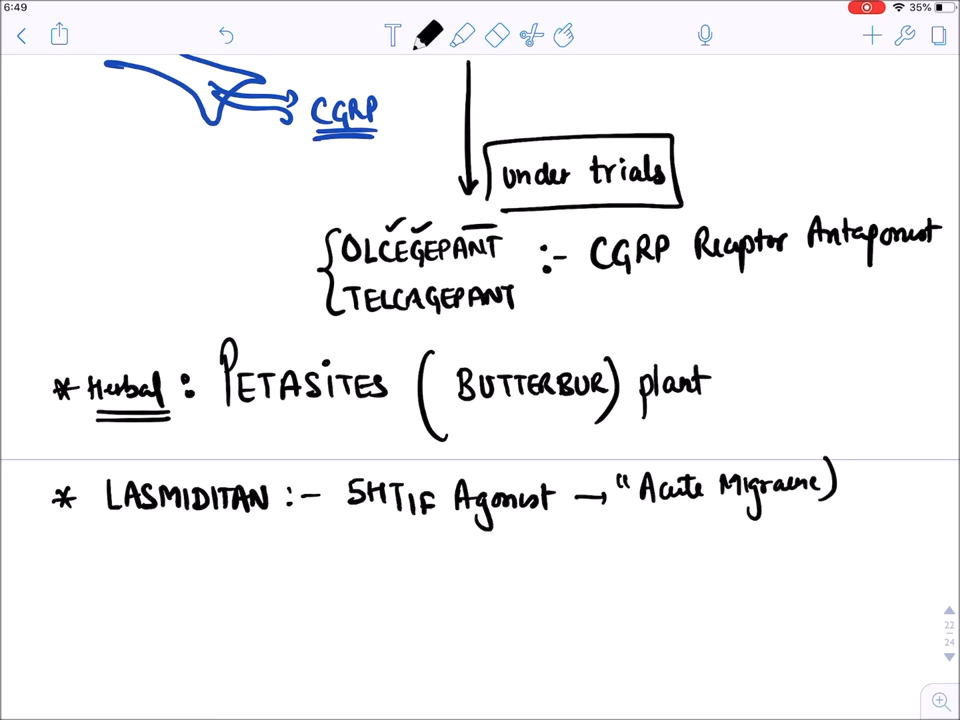 6:49
35%
CGRP
under trials
OLCEGEPANT :- CGRP Receptor Antagonist
TELCAGEPANT
* Herbal : PETASITES (BUTTERBUR) plant
* LASMIDITAN :- 5HT1F Agonist → "Acute Migraine)
22
24